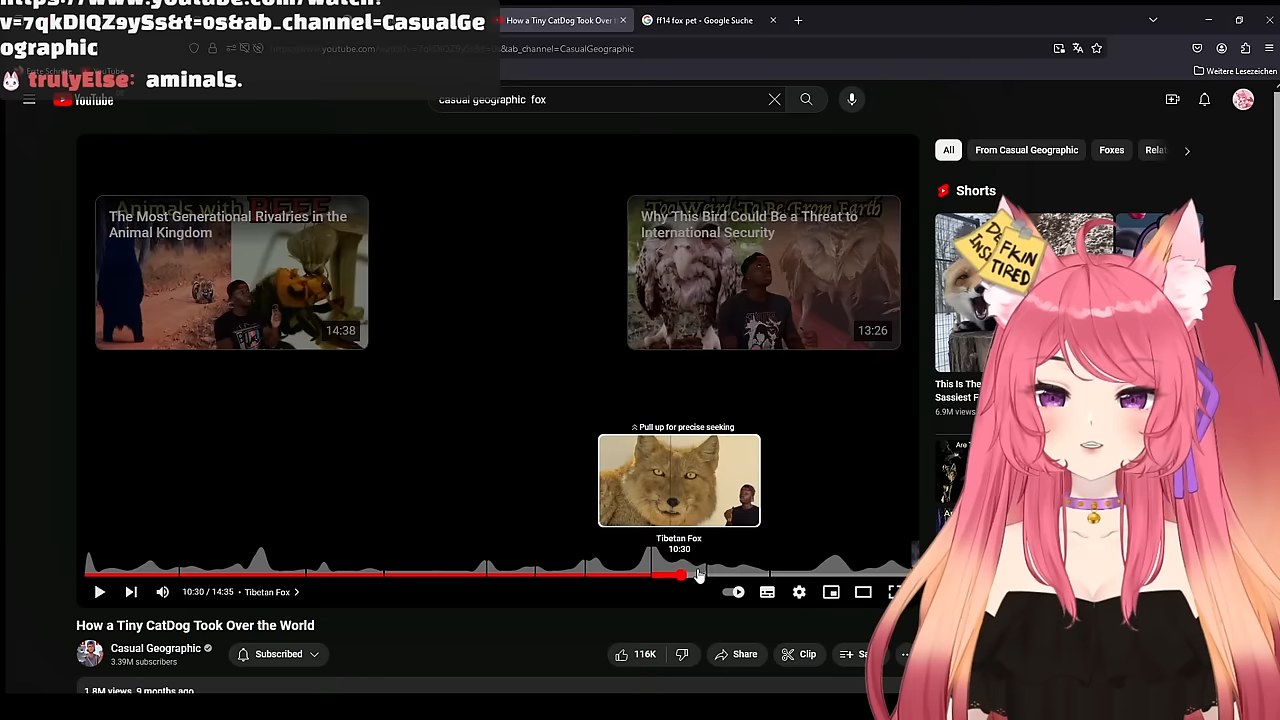 https://www.youtube.com/watch?
v=7qkDIQZ9ySs&t=0s&ab_channel=CasualGe
ographic
trulyElse: aminals.
How a Tiny CatDog Took Over
ff14 fox pet - Google Suche
&ab_channel=CasualGeographic
Weitere Lesezeichen
YouTube
casual geographic fox
All
From Casual Geographic
Foxes
Rela
Shorts
Animals with BEEF
The Most Generational Rivalries in the
Animal Kingdom
14:38
Too Weird To Be From Earth
Why This Bird Could Be a Threat to
International Security
13:26
FKIN
TIRED
This Is The
Sassiest F
6.9M views
Are T
Pull up for precise seeking
Tibetan Fox
10:30
10:30 / 14:35 • Tibetan Fox
How a Tiny CatDog Took Over the World
Casual Geographic
3.39M subscribers
Subscribed
116K
Share
Clip
Sa
1.8M views 9 months ago